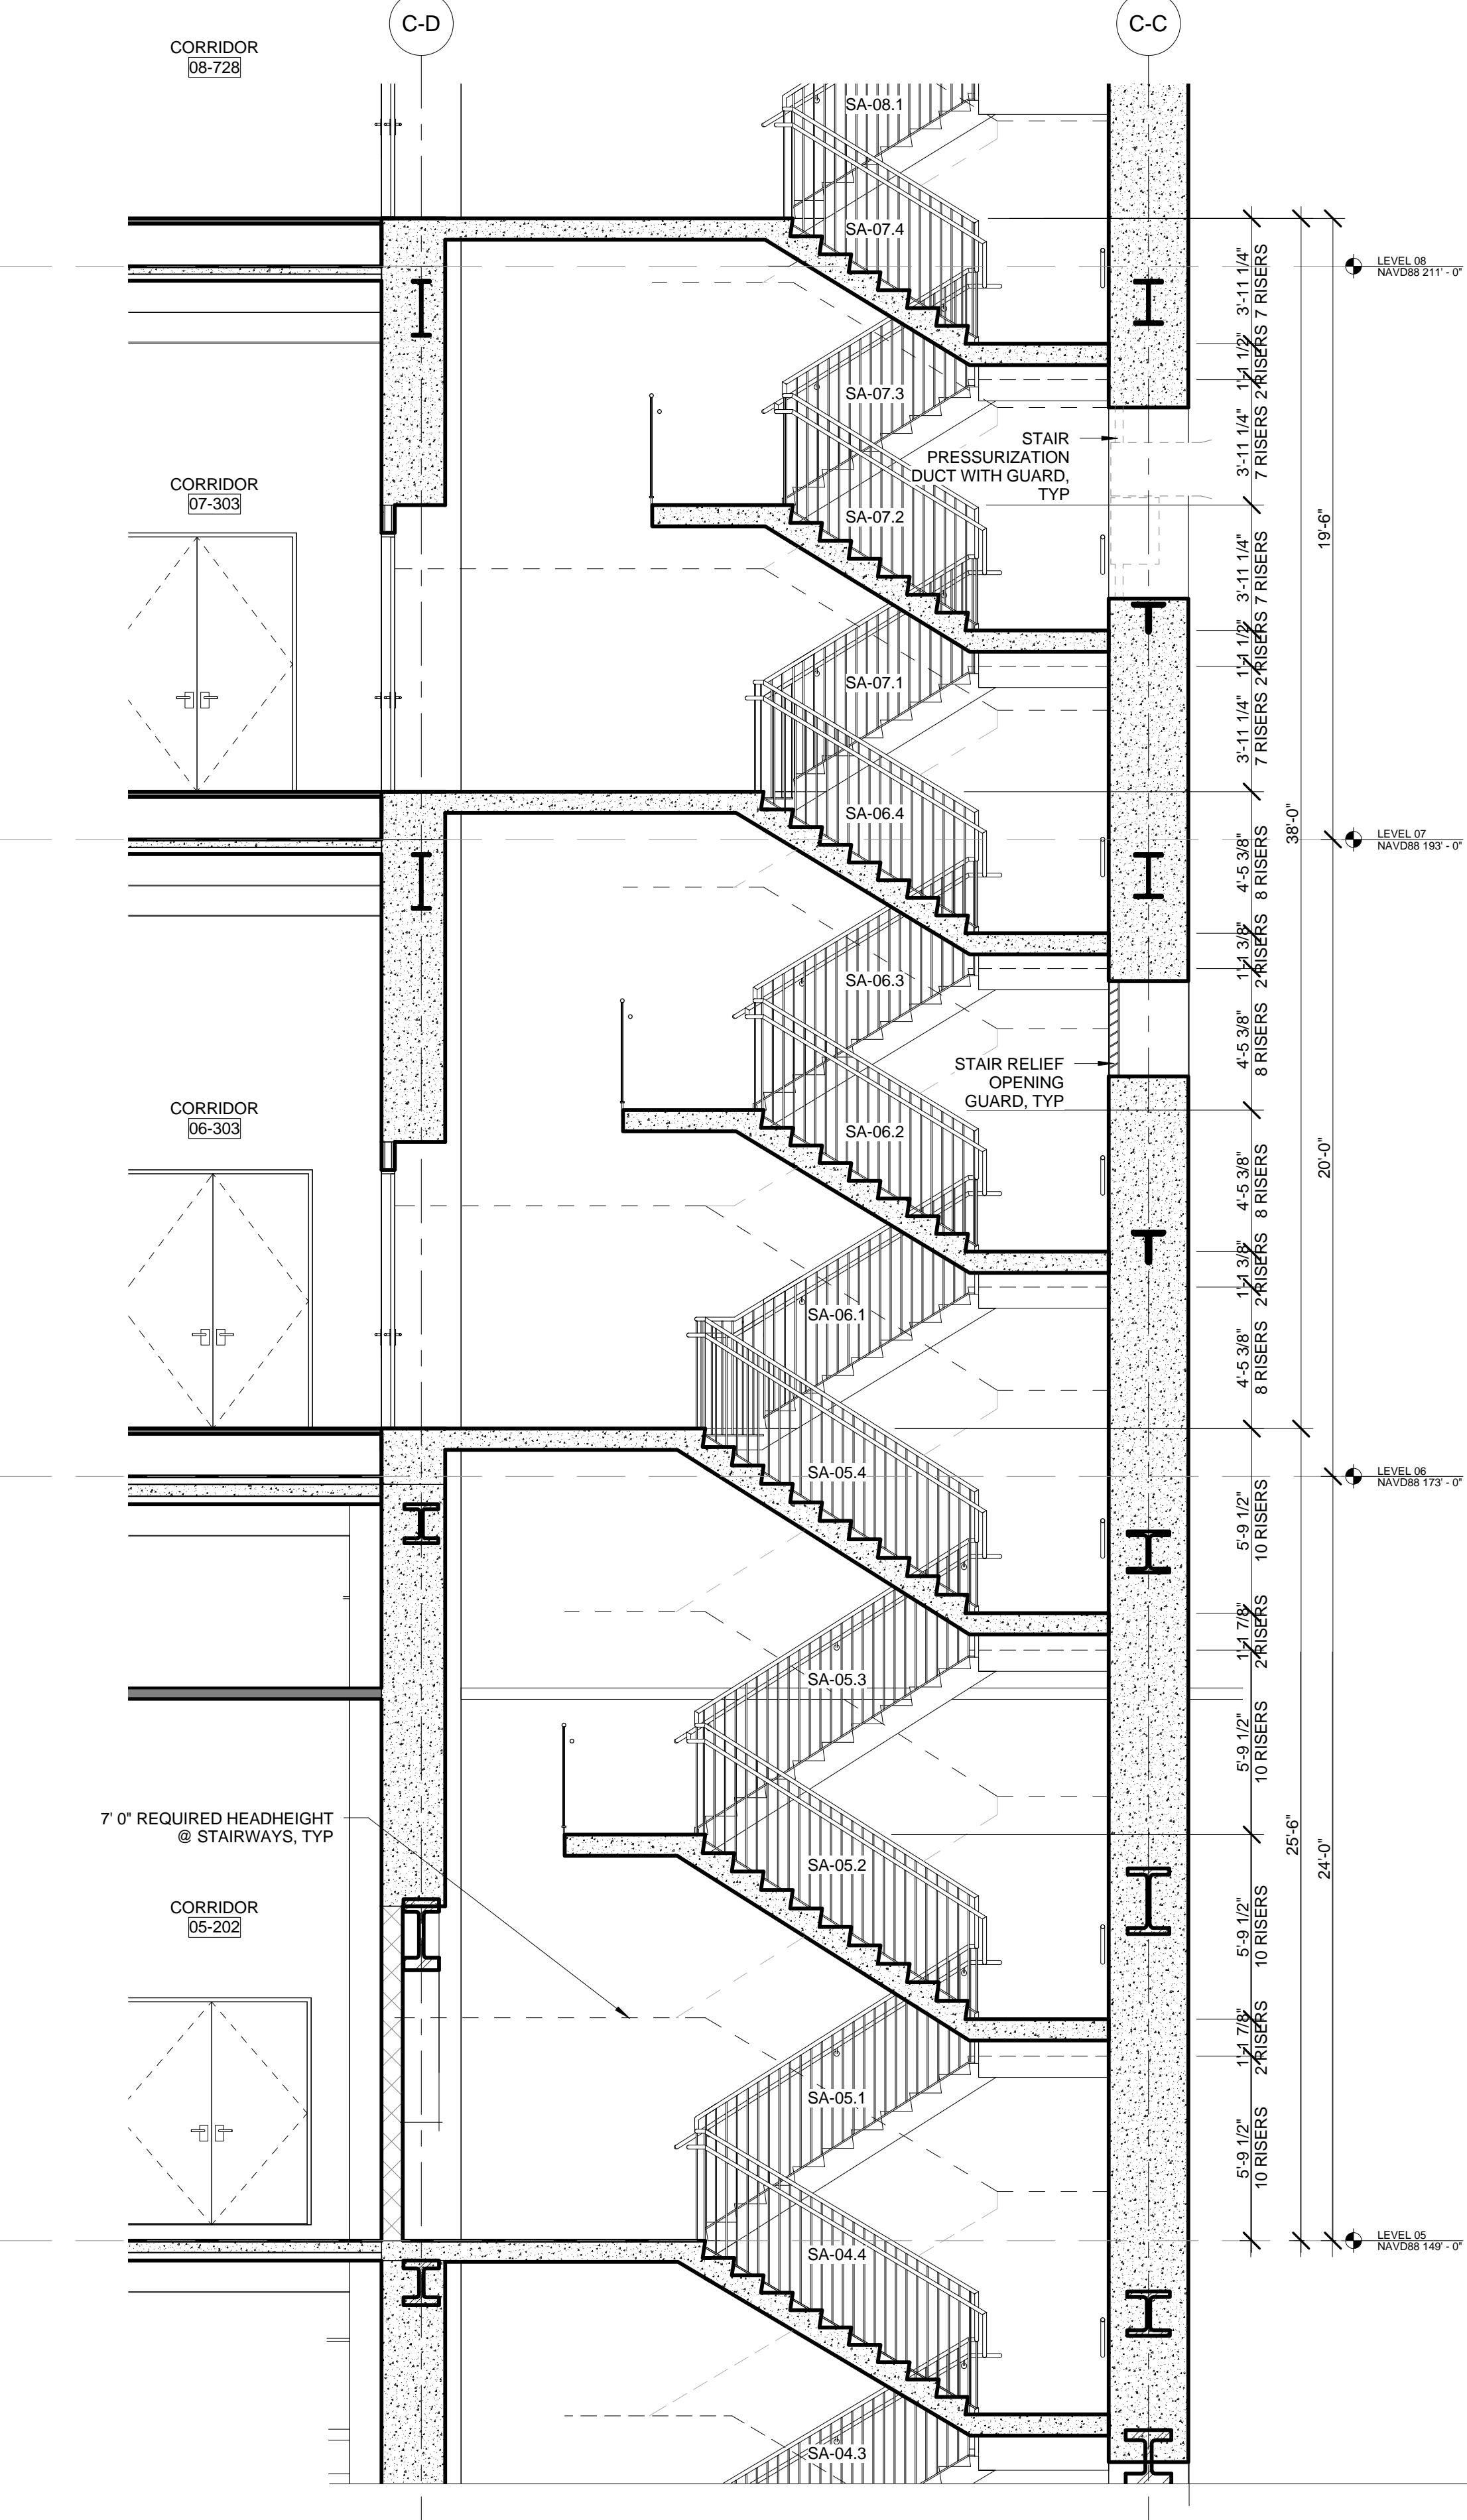 C-D
C-C
CORRIDOR
08-728
SA-08.1
SA-07.4
LEVEL 08
NAVD88 211' - 0"
3'-11 1/4"
7 RISERS
1'-1 1/2"
2 RISERS
SA-07.3
3'-11 1/4"
7 RISERS
STAIR
PRESSURIZATION
DUCT WITH GUARD,
TYP
CORRIDOR
07-303
SA-07.2
19'-6"
3'-11 1/4"
7 RISERS
1'-1 1/2"
2 RISERS
SA-07.1
3'-11 1/4"
7 RISERS
SA-06.4
38'-0"
LEVEL 07
NAVD88 193' - 0"
4'-5 3/8"
8 RISERS
1'-1 3/8"
2 RISERS
SA-06.3
4'-5 3/8"
8 RISERS
STAIR RELIEF
OPENING
GUARD, TYP
CORRIDOR
06-303
SA-06.2
20'-0"
4'-5 3/8"
8 RISERS
1'-1 3/8"
2 RISERS
SA-06.1
4'-5 3/8"
8 RISERS
SA-05.4
LEVEL 06
NAVD88 173' - 0"
5'-9 1/2"
10 RISERS
1'-1 7/8"
2 RISERS
SA-05.3
5'-9 1/2"
10 RISERS
7' 0" REQUIRED HEADHEIGHT
@ STAIRWAYS, TYP
25'-6"
24'-0"
SA-05.2
CORRIDOR
05-202
5'-9 1/2"
10 RISERS
1'-1 7/8"
2 RISERS
SA-05.1
5'-9 1/2"
10 RISERS
LEVEL 05
NAVD88 149' - 0"
SA-04.4
SA-04.3